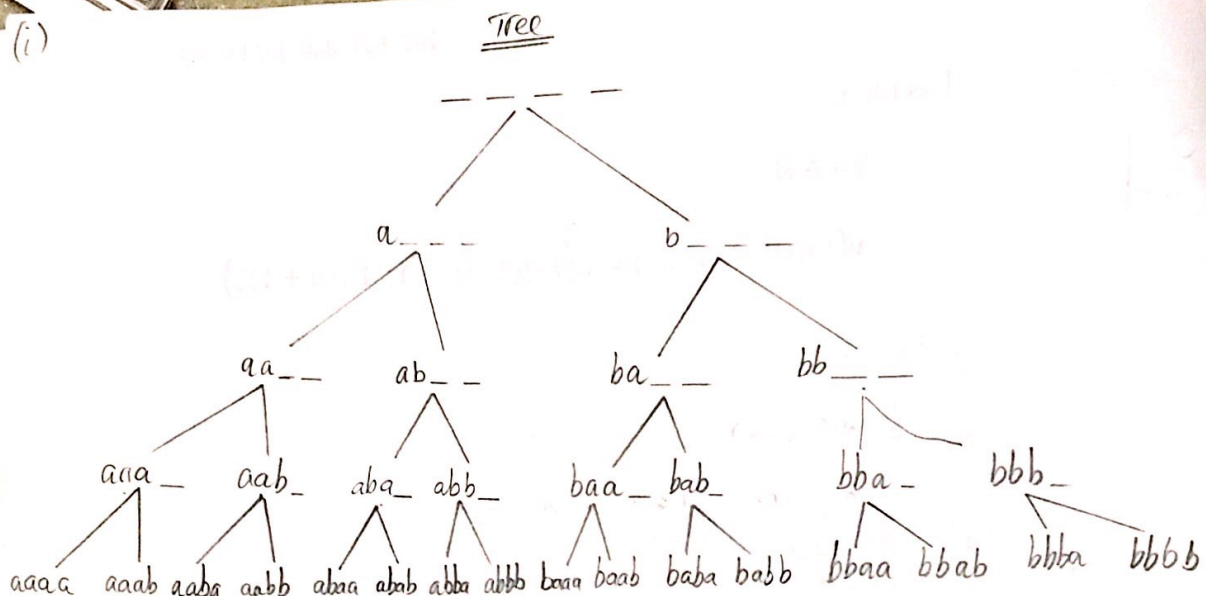 (i)
Tree
_ _ _ _
a_ _ _ b_ _ _
aa_ _ ab_ _ ba_ _ bb_ _
aaa_ aab_ aba_ abb_ baa_ bab_ bba_ bbb_
aaaa aaab aaba aabb abaa abab abba abbb baaa baab baba babb bbaa bbab bbba bbbb